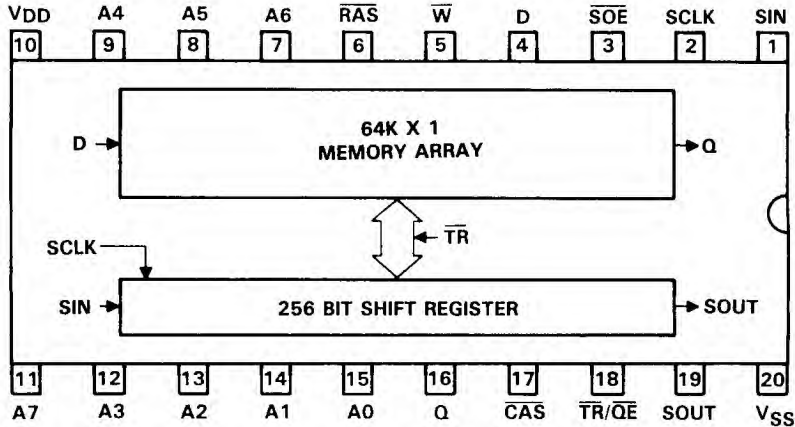 VDD A4 A5 A6 RAS W D SOE SCLK SIN
10 9 8 7 6 5 4 3 2 1
64K X 1
D MEMORY ARRAY Q
TR
SCLK
SIN 256 BIT SHIFT REGISTER SOUT
11 12 13 14 15 16 17 18 19 20
A7 A3 A2 A1 A0 Q CAS TR/QE SOUT VSS